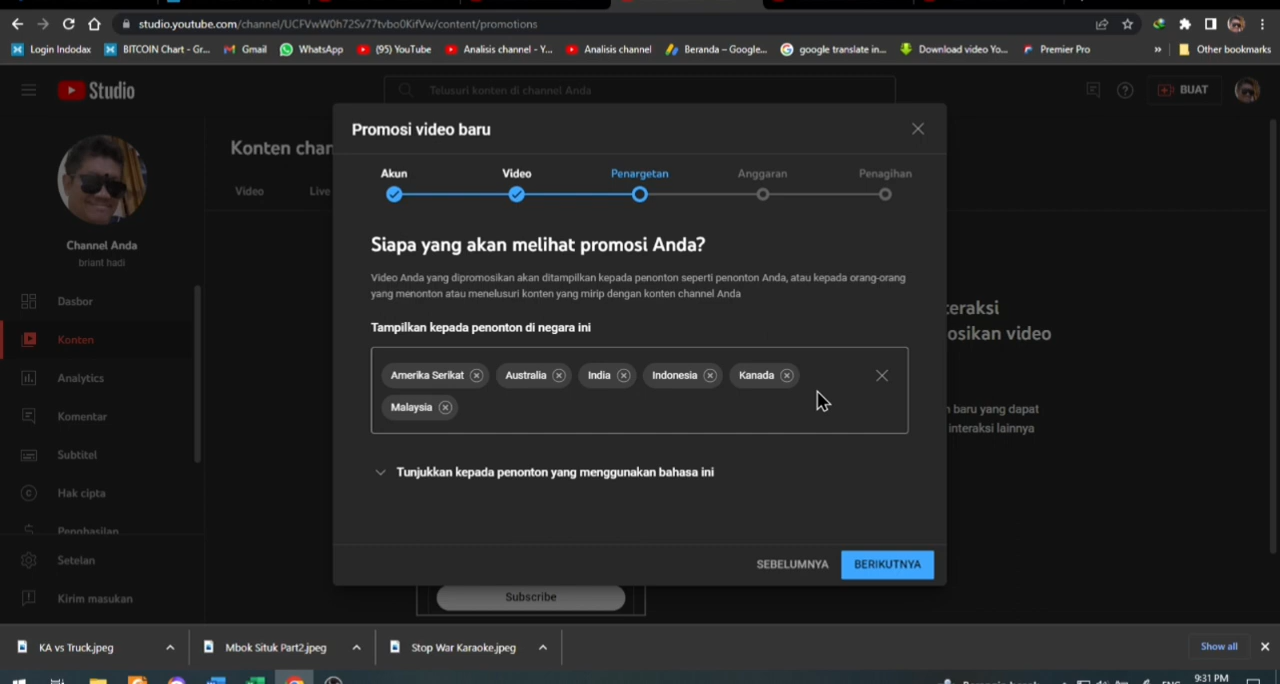 studio.youtube.com/channel/UCFVwW0h72Sv77tvbo0KifVw/content/promotions
Login Indodax
BITCOIN Chart - Gr...
Gmail
WhatsApp
(95) YouTube
Analisis channel - Y...
Analisis channel
Beranda – Google...
google translate in...
Download video Yo...
Premier Pro
»
Other bookmarks
Studio
Telusuri konten di channel Anda
BUAT
Promosi video baru
Konten chan
Akun
Video
Penargetan
Anggaran
Penagihan
Video
Live
Siapa yang akan melihat promosi Anda?
Channel Anda
briant hadi
Video Anda yang dipromosikan akan ditampilkan kepada penonton seperti penonton Anda, atau kepada orang-orang
yang menonton atau menelusuri konten yang mirip dengan konten channel Anda
Dasbor
teraksi
osikan video
Tampilkan kepada penonton di negara ini
Konten
Amerika Serikat
Australia
India
Indonesia
Kanada
Analytics
Malaysia
baru yang dapat
interaksi lainnya
Komentar
Subtitel
Tunjukkan kepada penonton yang menggunakan bahasa ini
Hak cipta
Penghasilan
Setelan
SEBELUMNYA
BERIKUTNYA
Kirim masukan
Subscribe
KA vs Truck.jpeg
Mbok Situk Part2.jpeg
Stop War Karaoke.jpeg
Show all
ENG
9:31 PM